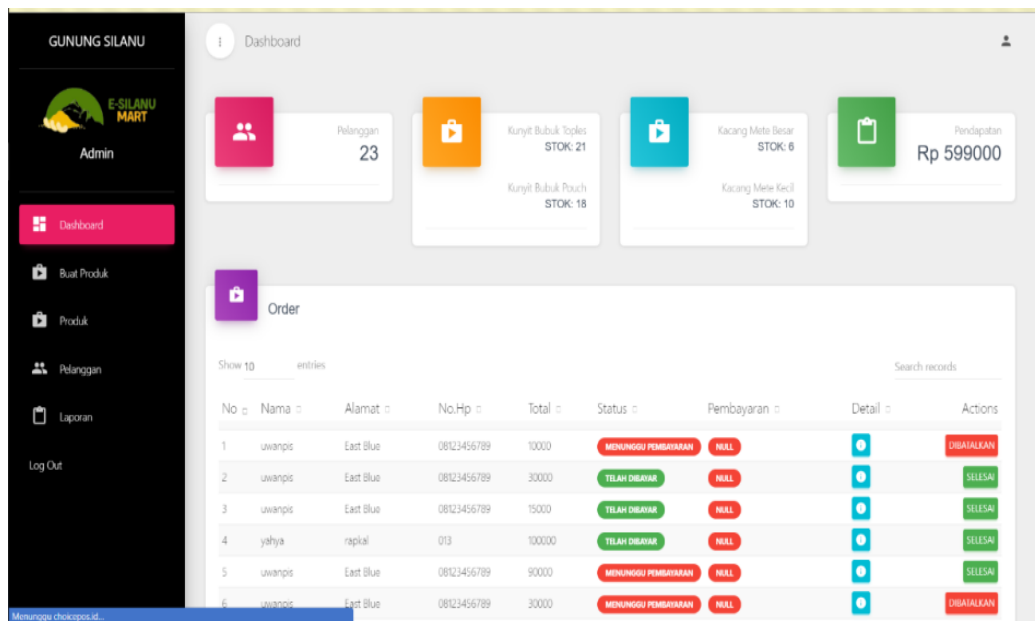 GUNUNG SILANU
E-SILANU
MART
Admin
Dashboard
Buat Produk
Produk
Pelanggan
Laporan
Log Out
Dashboard
Pelanggan
23
Kunyit Bubuk Toples
STOK: 21
Kunyit Bubuk Pouch
STOK: 18
Kacang Mete Besar
STOK: 6
Kacang Mete Kecil
STOK: 10
Pendapatan
Rp 599000
Order
Show 10 entries
Search records
No Nama Alamat No.Hp Total Status Pembayaran Detail Actions
1 uwanpis East Blue 08123456789 10000 MENUNGGU PEMBAYARAN NULL DIBATALKAN
2 uwanpis East Blue 08123456789 30000 TELAH DIBAYAR NULL SELESAI
3 uwanpis East Blue 08123456789 15000 TELAH DIBAYAR NULL SELESAI
4 yahya rapkal 013 100000 TELAH DIBAYAR NULL SELESAI
5 uwanpis East Blue 08123456789 90000 MENUNGGU PEMBAYARAN NULL SELESAI
6 uwanpis East Blue 08123456789 30000 MENUNGGU PEMBAYARAN NULL DIBATALKAN
Menunggu choicepos.id...